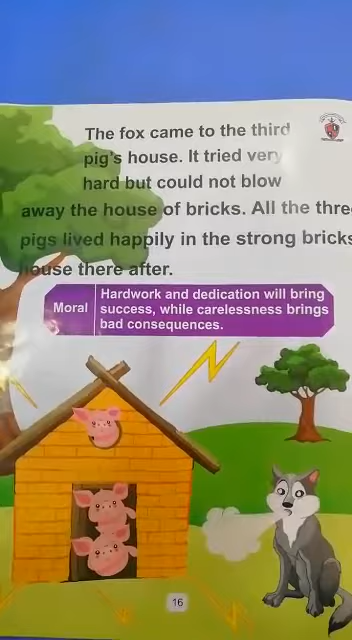 The fox came to the third
pig's house. It tried very
hard but could not blow
away the house of bricks. All the three
pigs lived happily in the strong bricks
house there after.
Moral
Hardwork and dedication will bring
success, while carelessness brings
bad consequences.
16